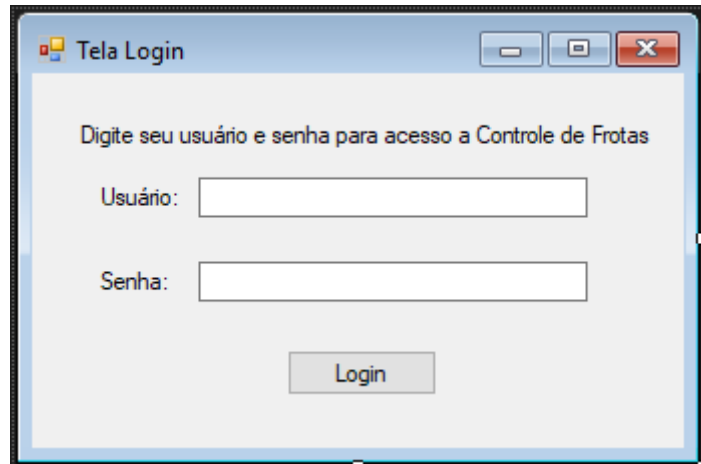 Tela Login
Digite seu usuário e senha para acesso a Controle de Frotas
Usuário:
Senha:
Login